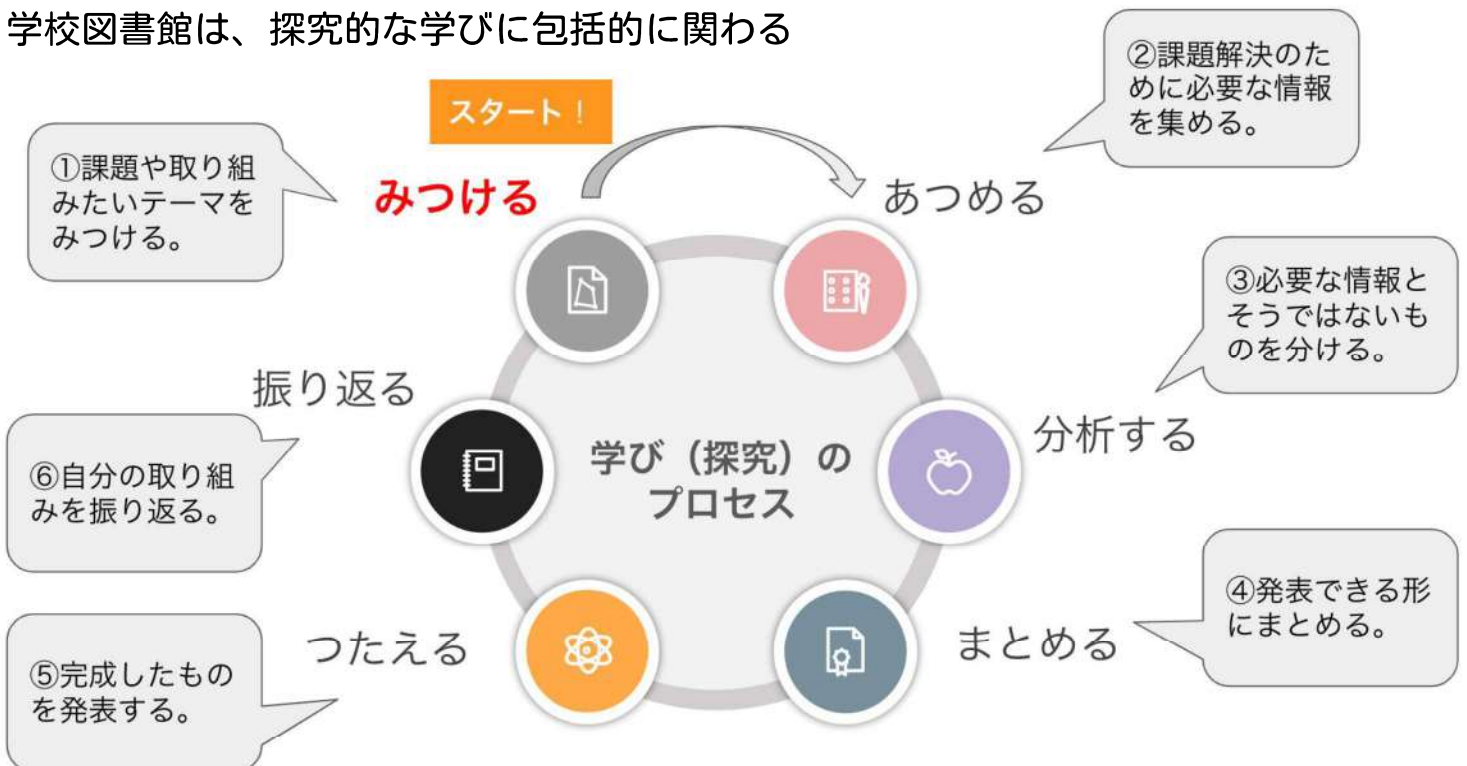 学校図書館は、探究的な学びに包括的に関わる
スタート！
①課題や取り組
みたいテーマを
みつける。
みつける
あつめる
②課題解決のた
めに必要な情報
を集める。
③必要な情報と
そうではないも
のを分ける。
分析する
学び（探究）の
プロセス
まとめる
④発表できる形
にまとめる。
つたえる
⑤完成したもの
を発表する。
振り返る
⑥自分の取り組
みを振り返る。